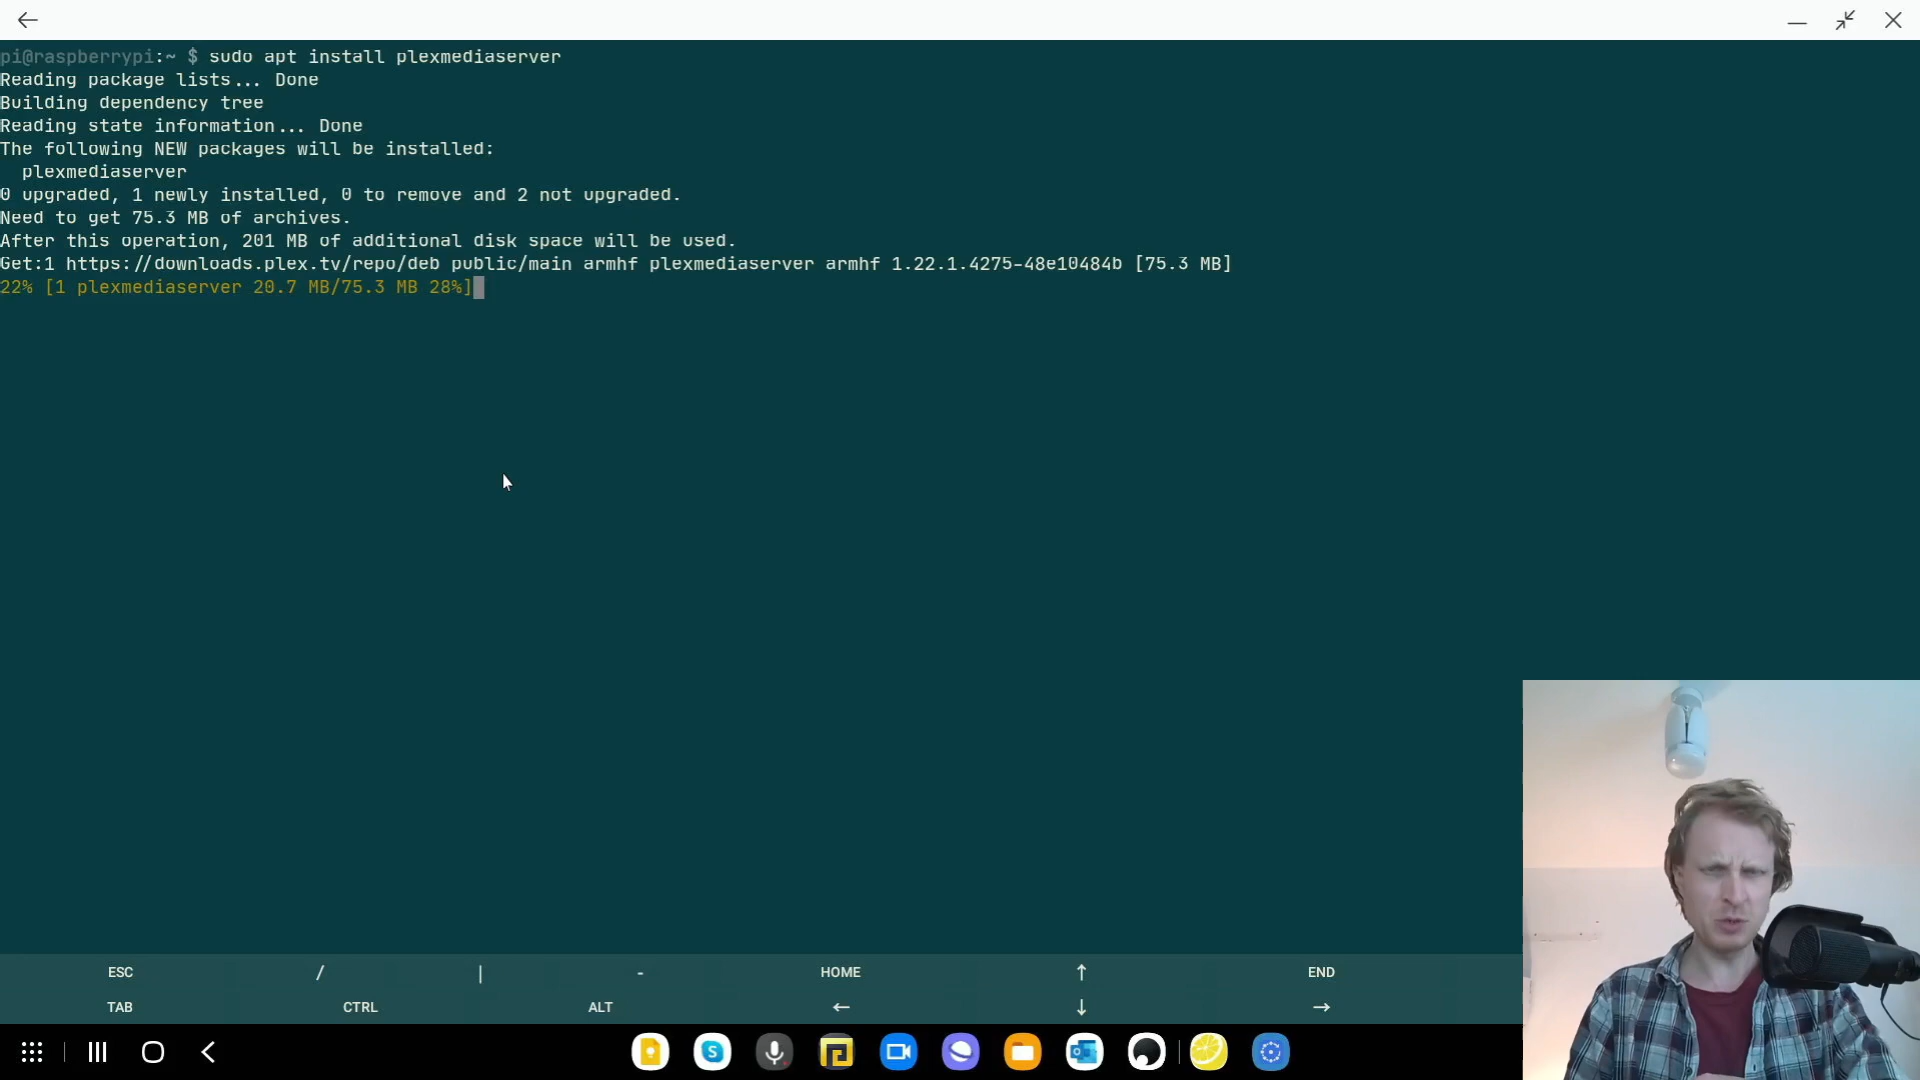 pi@raspberrypi:~ $ sudo apt install plexmediaserver
Reading package lists... Done
Building dependency tree
Reading state information... Done
The following NEW packages will be installed:
  plexmediaserver
0 upgraded, 1 newly installed, 0 to remove and 2 not upgraded.
Need to get 75.3 MB of archives.
After this operation, 201 MB of additional disk space will be used.
Get:1 https://downloads.plex.tv/repo/deb public/main armhf plexmediaserver armhf 1.22.1.4275-48e10484b [75.3 MB]
22% [1 plexmediaserver 20.7 MB/75.3 MB 28%]
ESC / | - HOME ↑ END
TAB CTRL ALT ← ↓ →